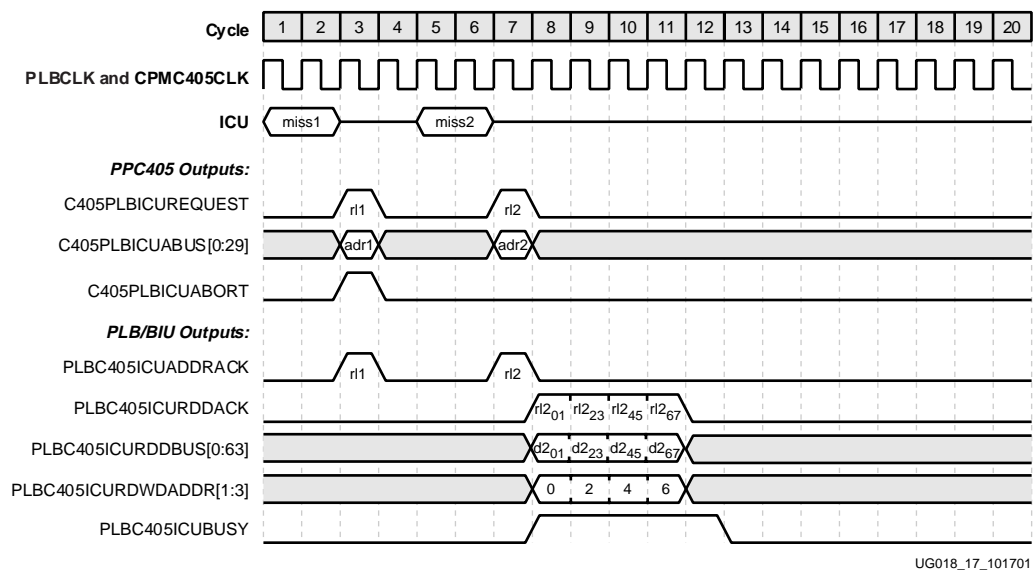 Cycle 1 2 3 4 5 6 7 8 9 10 11 12 13 14 15 16 17 18 19 20
PLBCLK and CPMC405CLK
ICU miss1 miss2
PPC405 Outputs:
C405PLBICUREQUEST rl1 rl2
C405PLBICUABUS[0:29] adr1 adr2
C405PLBICUABORT
PLB/BIU Outputs:
PLBC405ICUADDRACK rl1 rl2
PLBC405ICURDDACK rl201 rl223 rl245 rl267
PLBC405ICURDDBUS[0:63] d201 d223 d245 d267
PLBC405ICURDWDADDR[1:3] 0 2 4 6
PLBC405ICUBUSY
UG018_17_101701